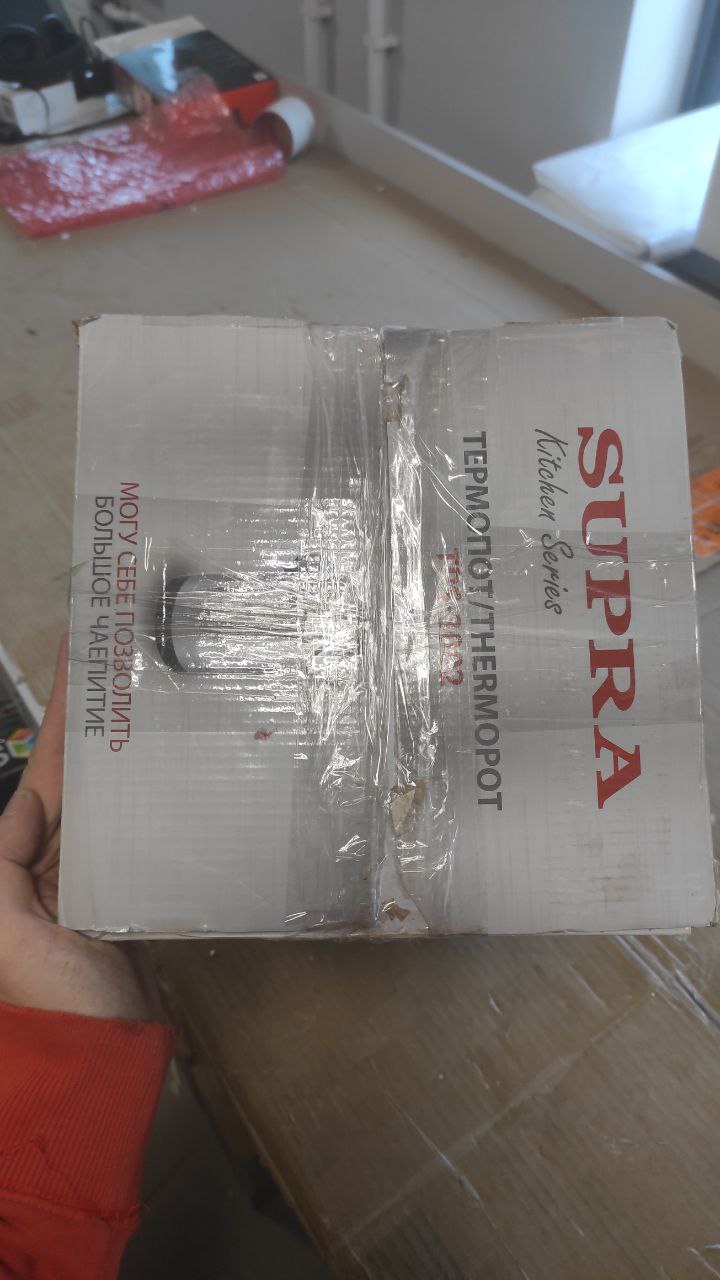 SUPRA
Kitchen Series
ТЕРМОПОТ/THERMOPOT
МОГУ СЕБЕ ПОЗВОЛИТЬ
БОЛЬШОЕ ЧАЕПИТИЕ